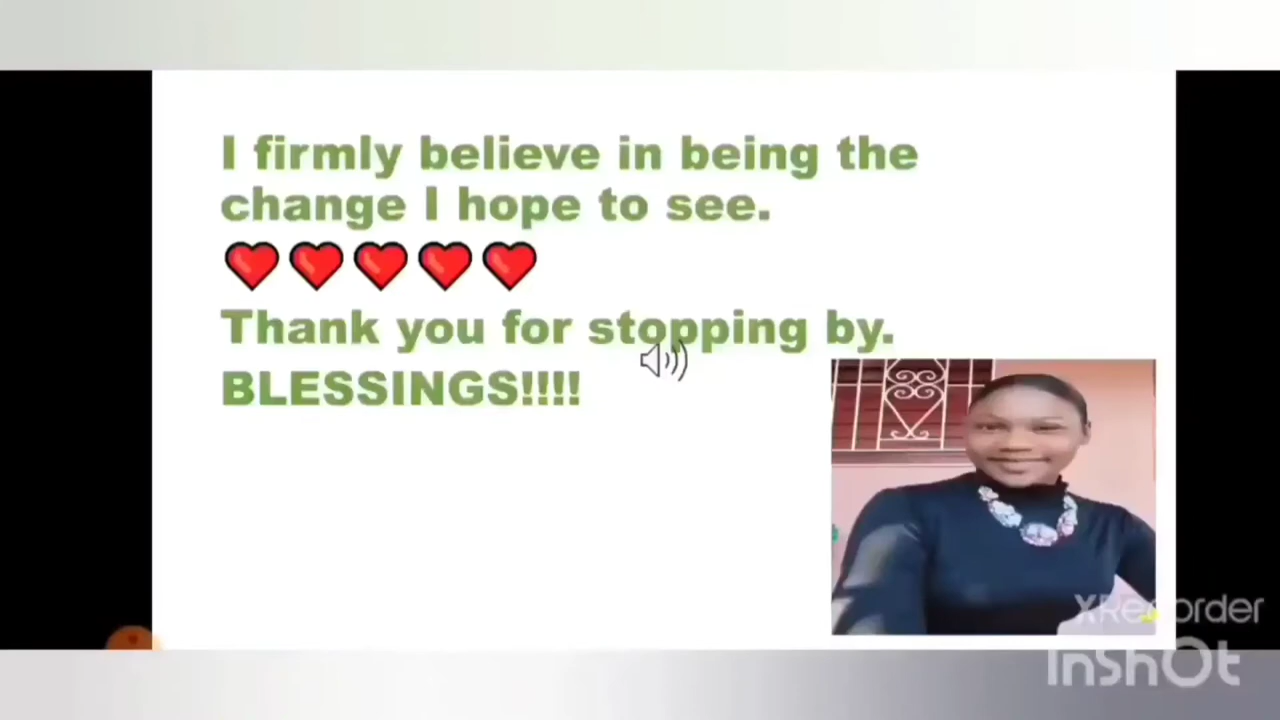 I firmly believe in being the
change I hope to see.
❤❤❤❤❤
Thank you for stopping by.
BLESSINGS!!!!
XRecorder
InShOt